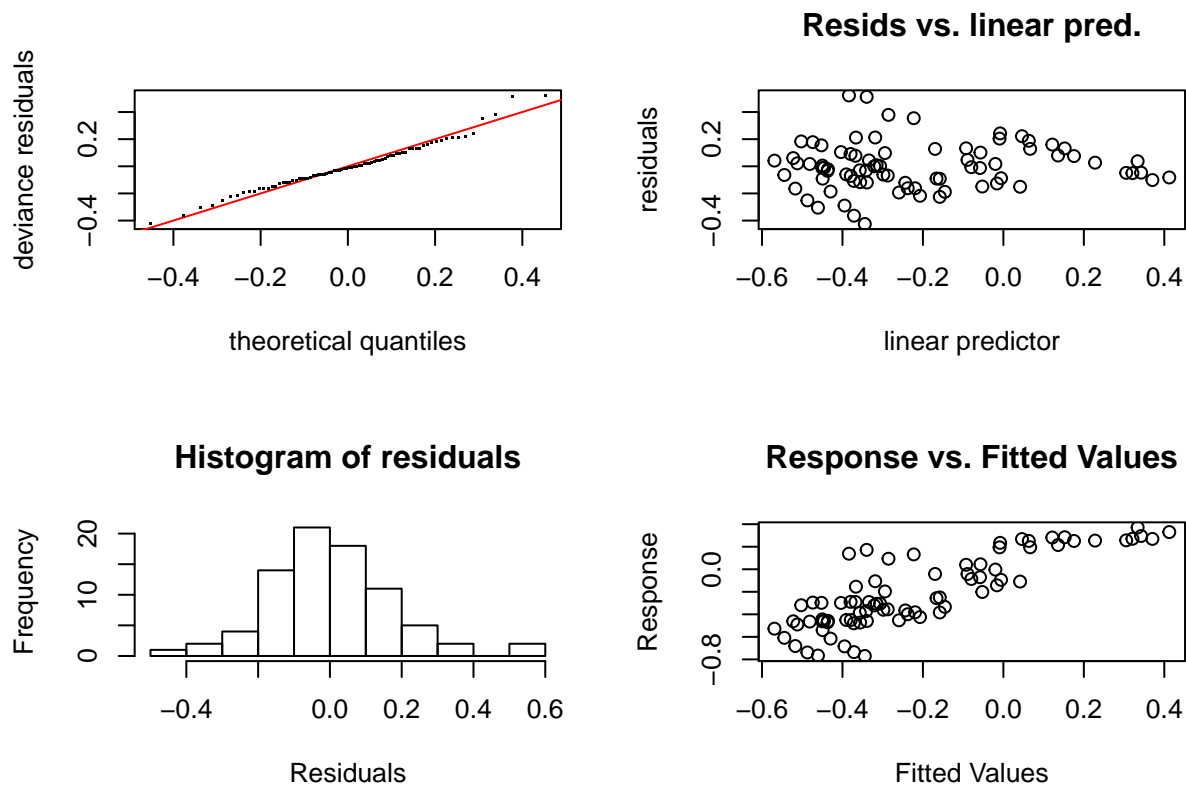 deviance residuals
0.2
−0.4
−0.4 −0.2 0.0 0.2 0.4
theoretical quantiles
Resids vs. linear pred.
residuals
0.2
−0.4
−0.6 −0.4 −0.2 0.0 0.2 0.4
linear predictor
Histogram of residuals
Frequency
20
10
0
−0.4 0.0 0.2 0.4 0.6
Residuals
Response vs. Fitted Values
Response
0.0
−0.8
−0.6 −0.4 −0.2 0.0 0.2 0.4
Fitted Values